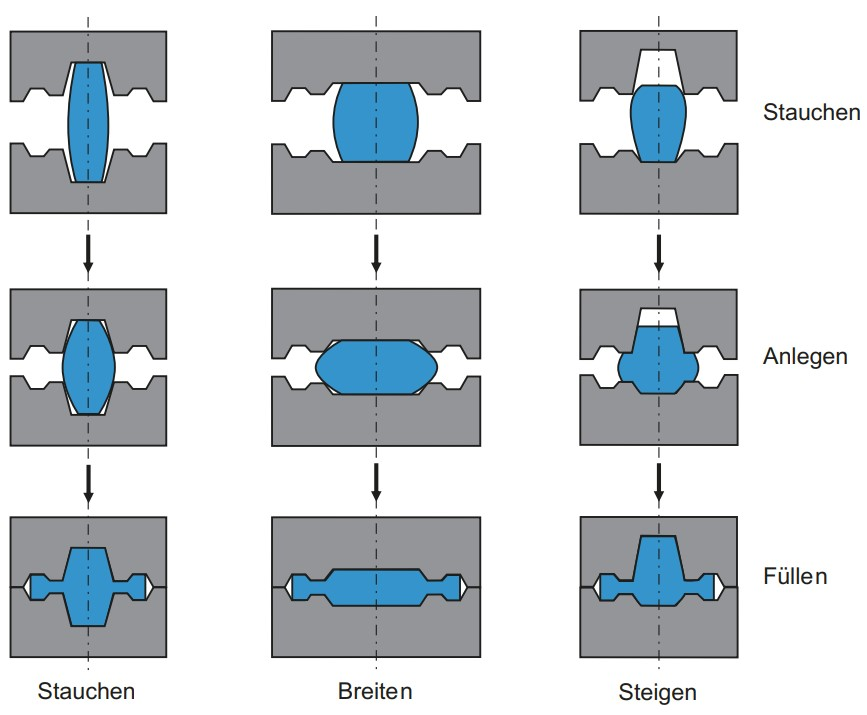 Stauchen
Anlegen
Füllen
Stauchen
Breiten
Steigen